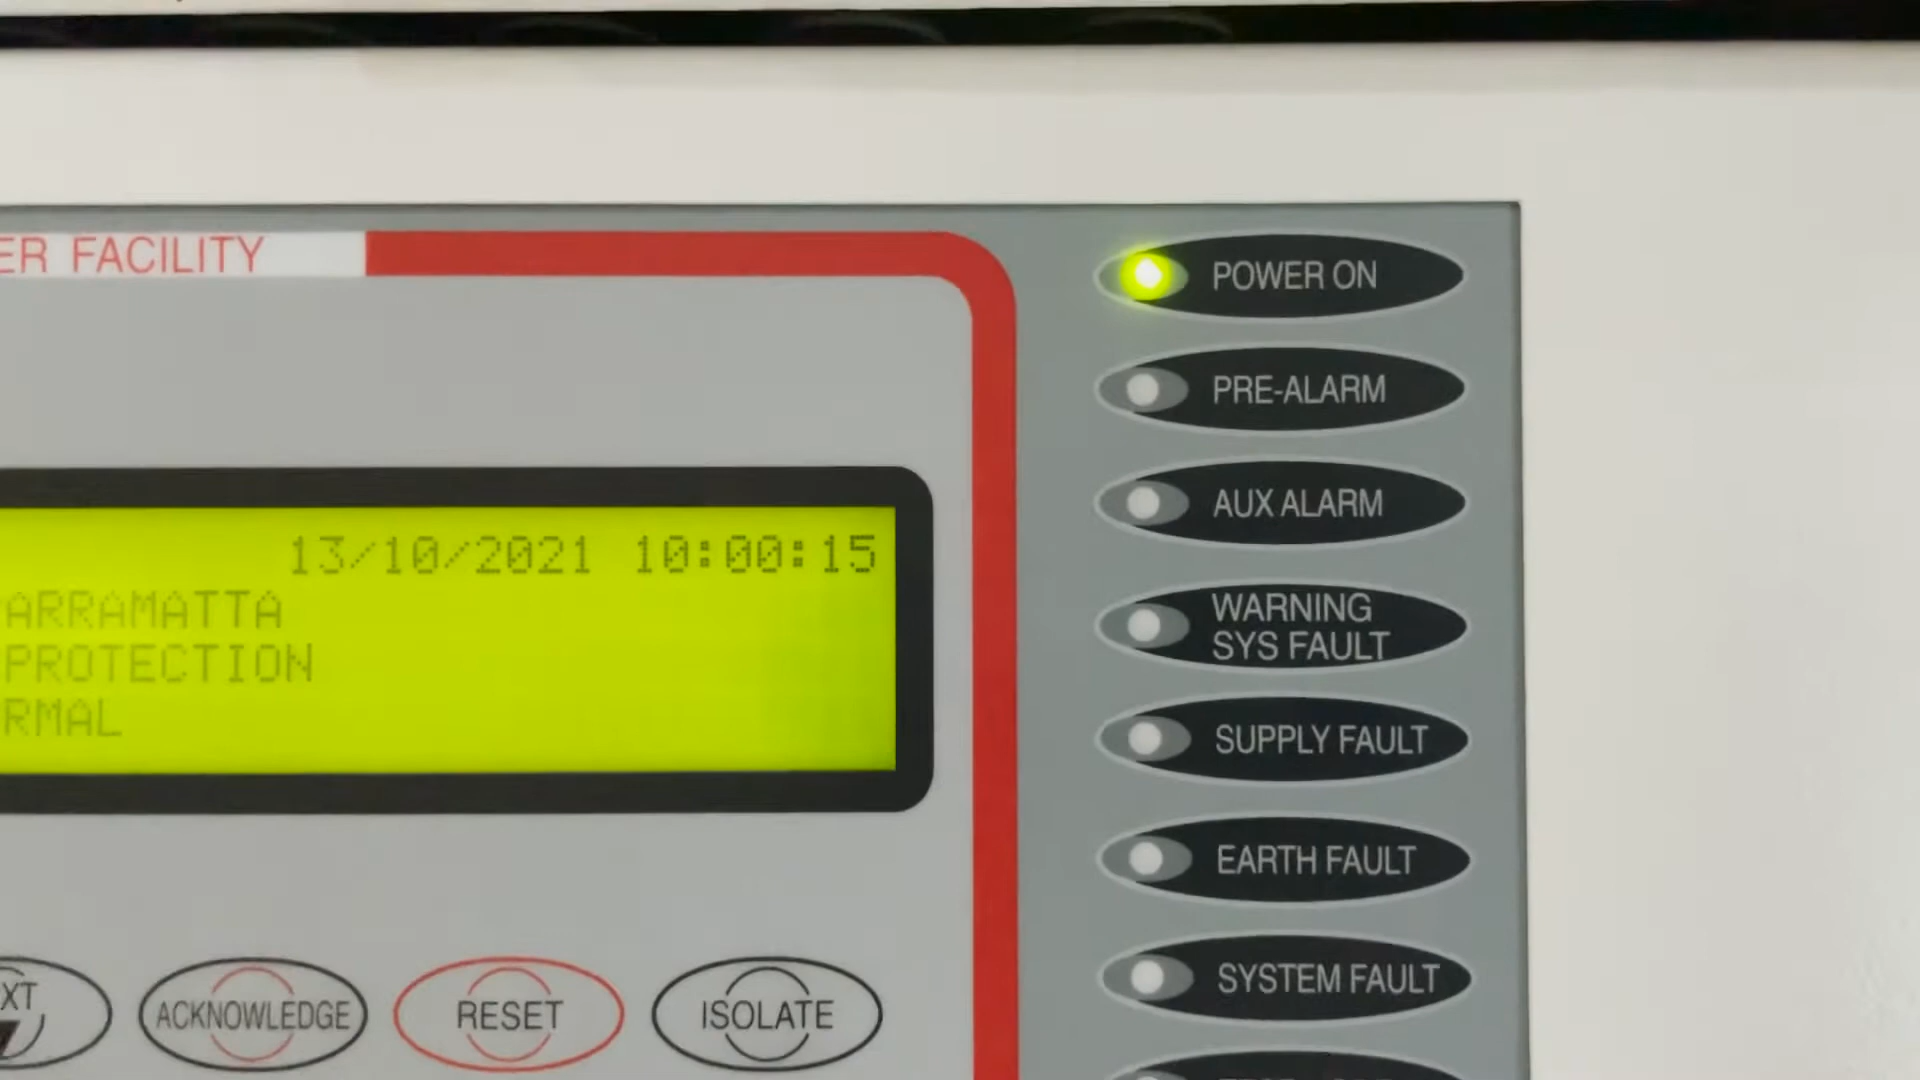 ER FACILITY
13/10/2021 10:00:15
ARRAMATTA
PROTECTION
RMAL
XT
ACKNOWLEDGE
RESET
ISOLATE
POWER ON
PRE-ALARM
AUX ALARM
WARNING
SYS FAULT
SUPPLY FAULT
EARTH FAULT
SYSTEM FAULT